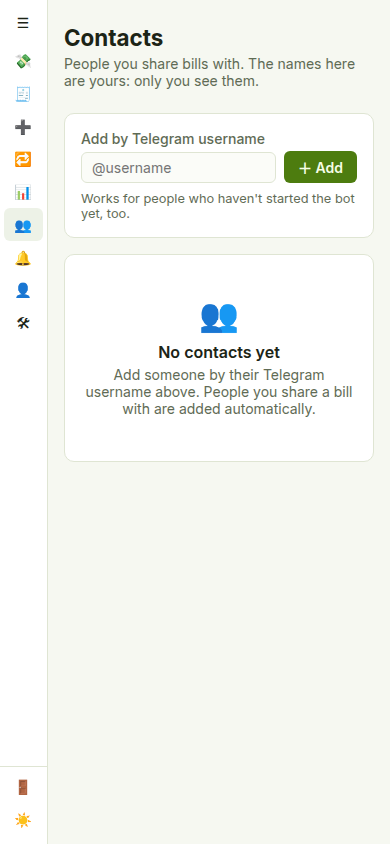 Contacts
People you share bills with. The names here
are yours: only you see them.
Add by Telegram username
@username
+ Add
Works for people who haven't started the bot
yet, too.
No contacts yet
Add someone by their Telegram
username above. People you share a bill
with are added automatically.